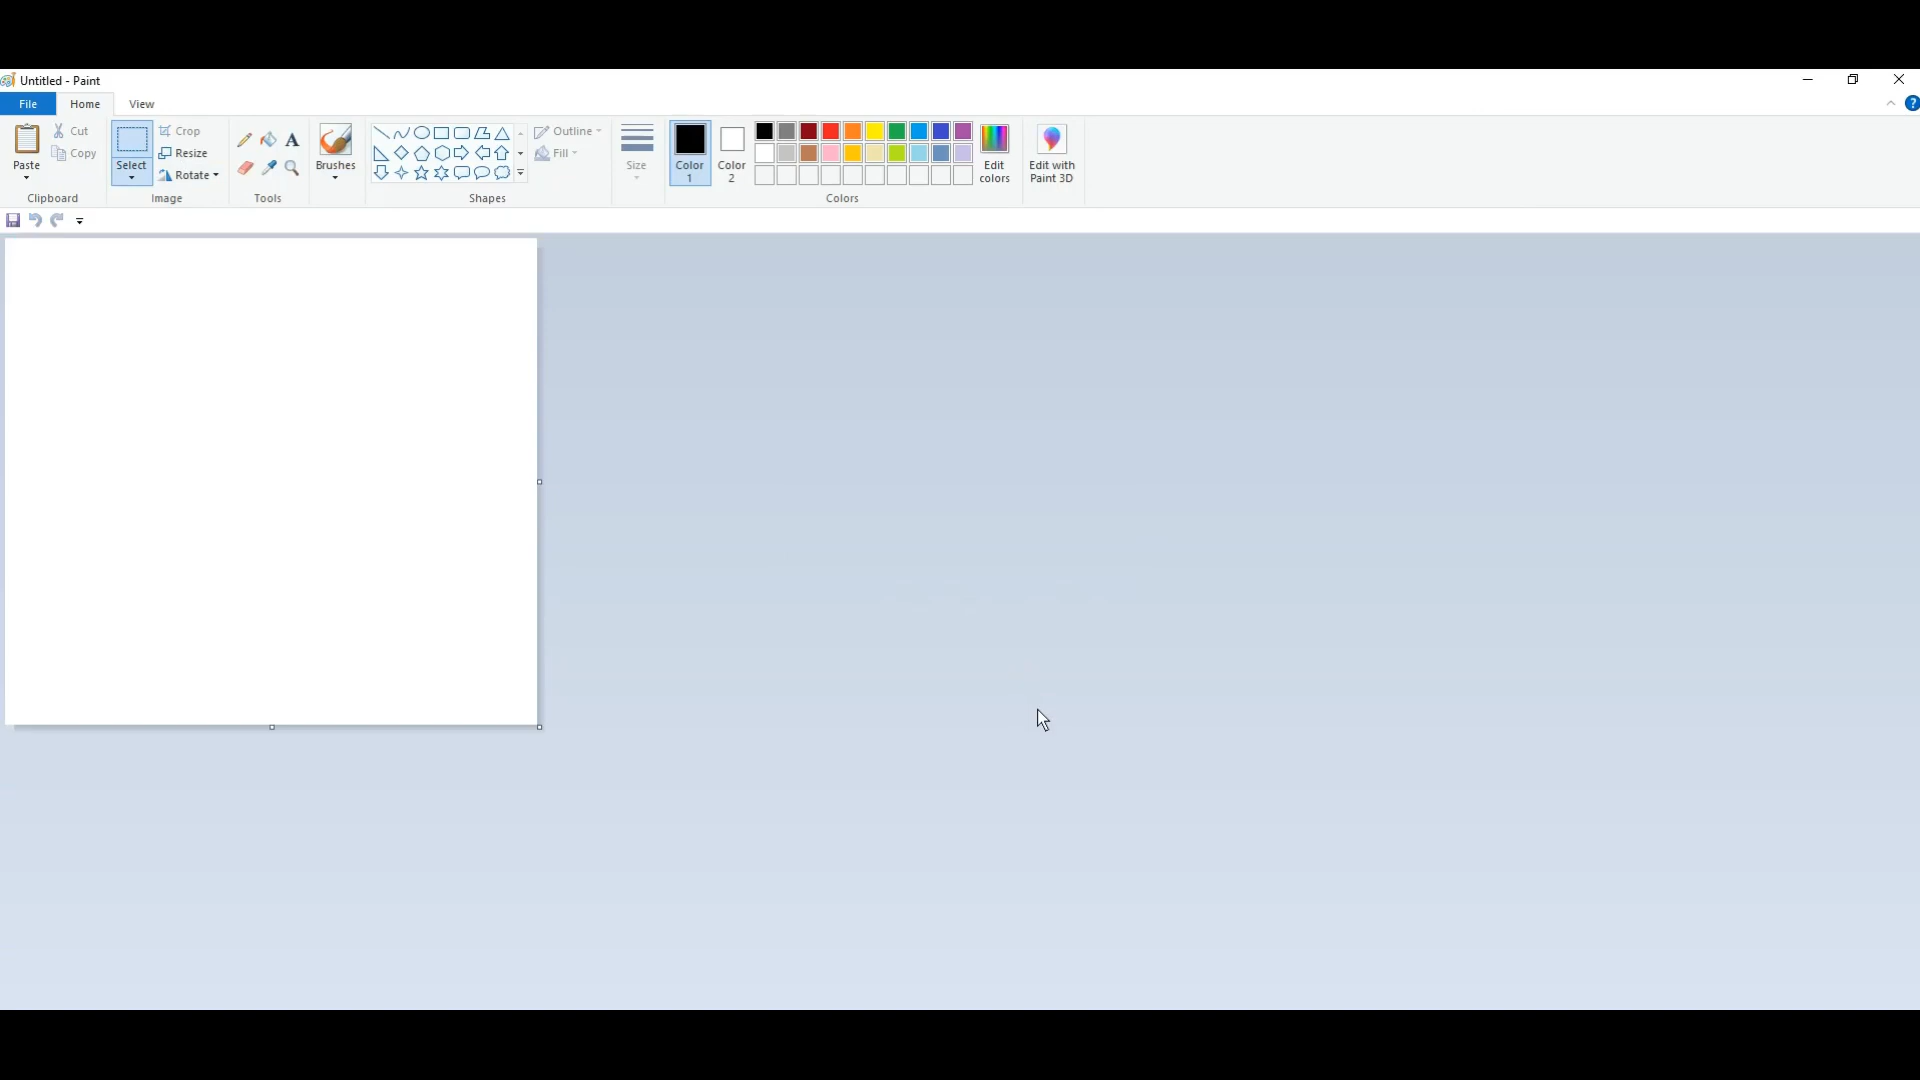 Untitled - Paint
File Home View
Paste Cut Copy
Select Crop Resize Rotate
A
Brushes
Outline
Fill
Size
Color 1
Color 2
Edit colors
Edit with Paint 3D
?
Clipboard Image Tools Shapes Colors